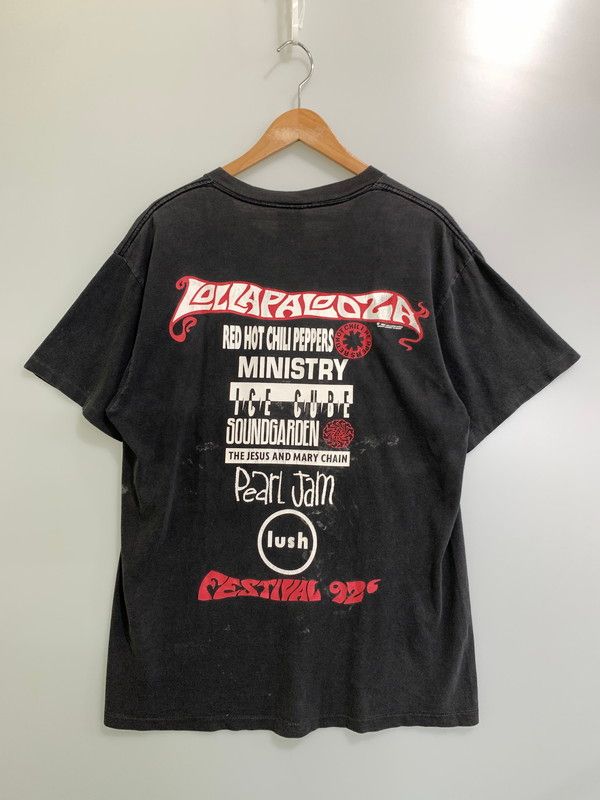 LOLLAPALOOZA
RED HOT CHILI PEPPERS
MINISTRY
ICE CUBE
SOUNDGARDEN
THE JESUS AND MARY CHAIN
PEARL JAM
lush
FESTIVAL 92